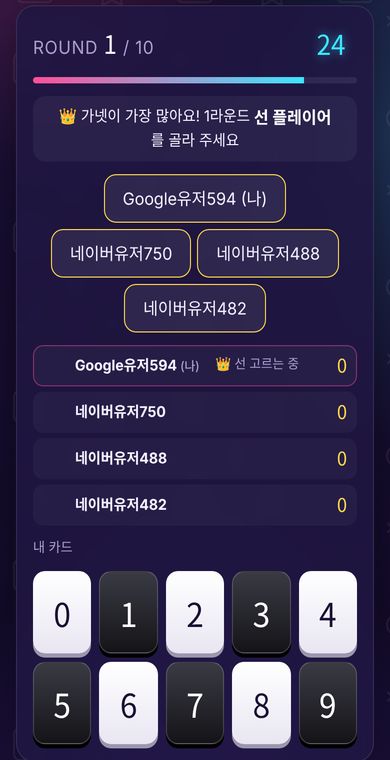 ROUND 1 / 10 24
👑 가넷이 가장 많아요! 1라운드 선 플레이어
를 골라 주세요
Google유저594 (나)
네이버유저750 네이버유저488
네이버유저482
Google유저594 (나) 👑 선 고르는 중 0
네이버유저750 0
네이버유저488 0
네이버유저482 0
내 카드
0 1 2 3 4
5 6 7 8 9